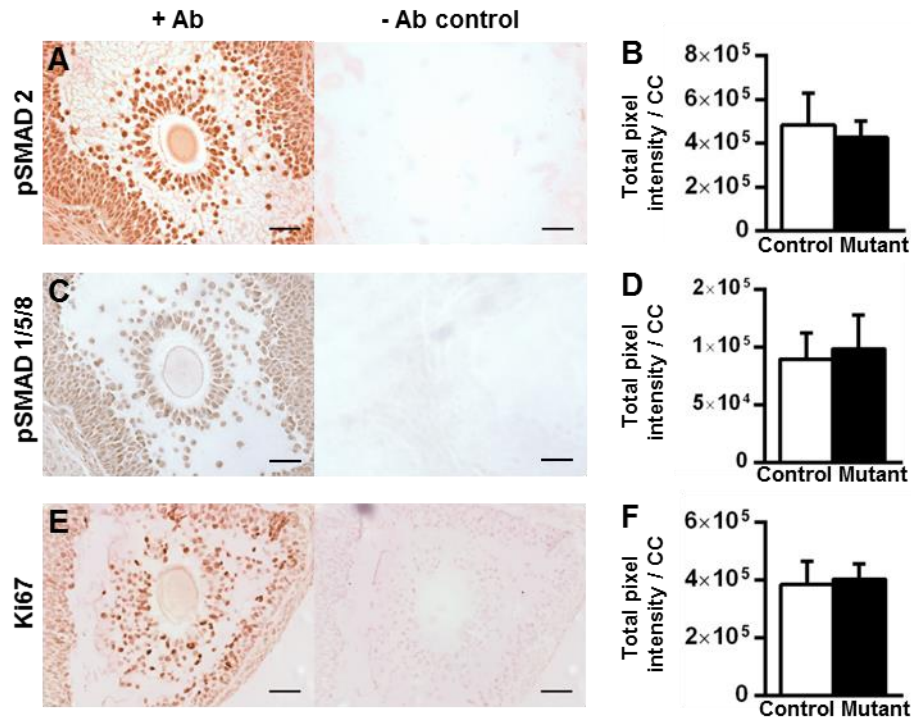 + Ab
- Ab control
pSMAD 2
A
B
Total pixel
intensity / CC
8×10⁵
6×10⁵
4×10⁵
2×10⁵
0
Control Mutant
pSMAD 1/5/8
C
D
Total pixel
intensity / CC
2×10⁵
1×10⁵
5×10⁴
0
Control Mutant
Ki67
E
F
Total pixel
intensity / CC
6×10⁵
4×10⁵
2×10⁵
0
Control Mutant